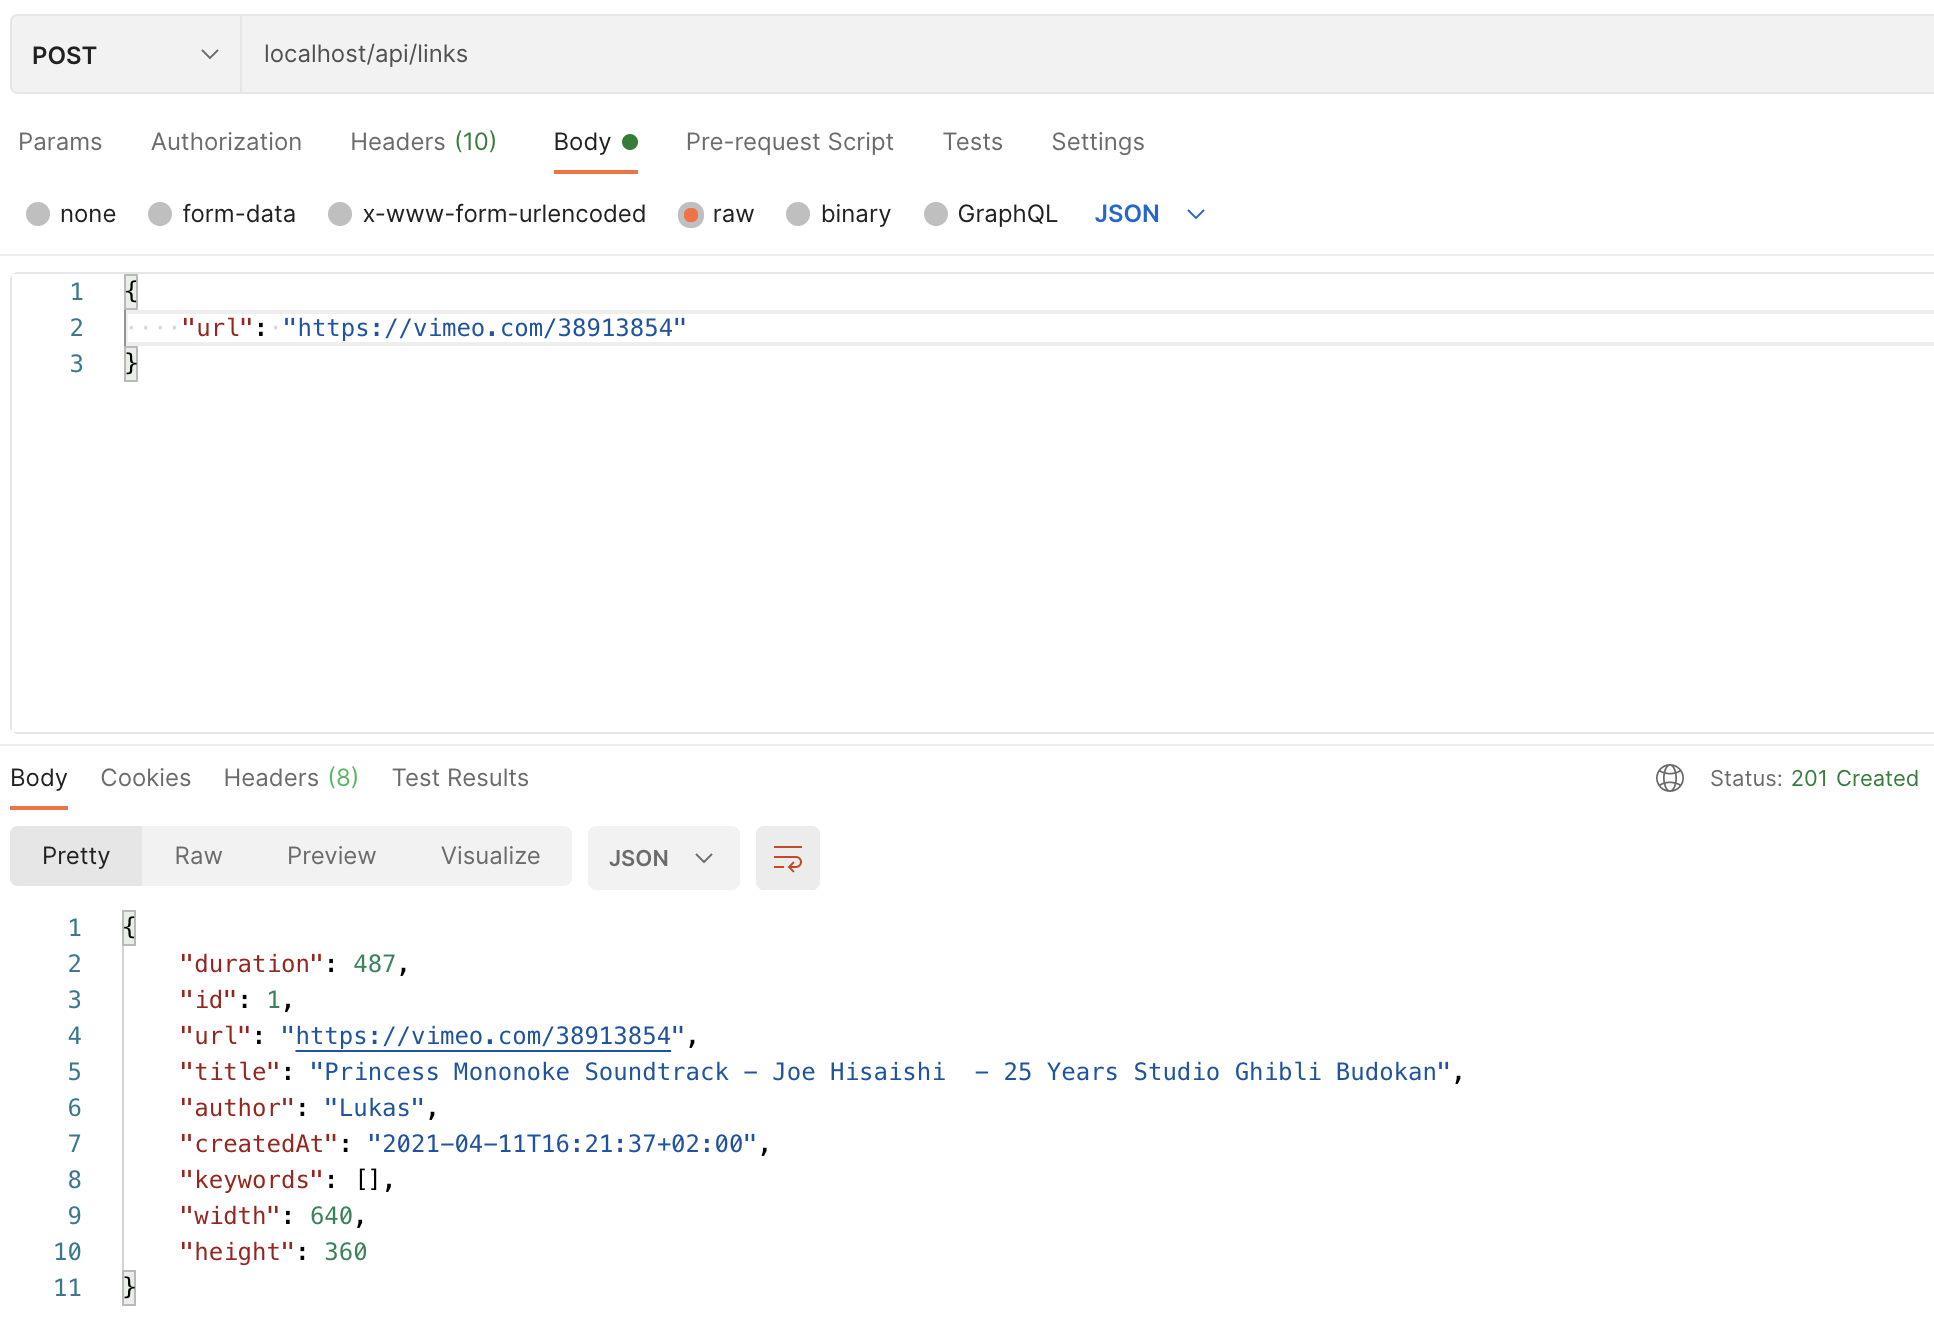 POST localhost/api/links
Params Authorization Headers (10) Body Pre-request Script Tests Settings
none form-data x-www-form-urlencoded raw binary GraphQL JSON
1 {
2 ····"url":·"https://vimeo.com/38913854"
3 }
Body Cookies Headers (8) Test Results Status: 201 Created
Pretty Raw Preview Visualize JSON
1 {
2 "duration": 487,
3 "id": 1,
4 "url": "https://vimeo.com/38913854",
5 "title": "Princess Mononoke Soundtrack - Joe Hisaishi  - 25 Years Studio Ghibli Budokan",
6 "author": "Lukas",
7 "createdAt": "2021-04-11T16:21:37+02:00",
8 "keywords": [],
9 "width": 640,
10 "height": 360
11 }